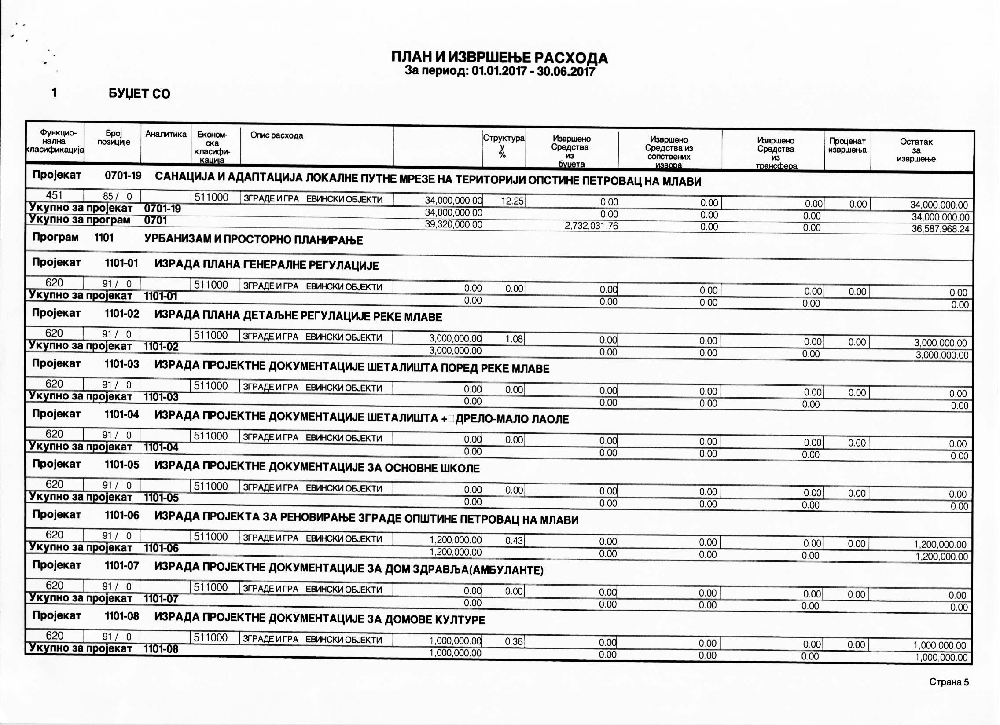 ПЛАН И ИЗВРШЕЊЕ РАСХОДА
За период: 01.01.2017 - 30.06.2017
1 БУЏЕТ СО
Функцио-нална класификација Број позиције Аналитика Економ-ска класифи-кација Опис расхода Структура у % Извршено Средства из буџета Извршено Средства из сопствених извора Извршено Средства из трансфера Проценат извршења Остатак за извршење
Пројекат 0701-19 САНАЦИЈА И АДАПТАЦИЈА ЛОКАЛНЕ ПУТНЕ МРЕЗЕ НА ТЕРИТОРИЈИ ОПСТИНЕ ПЕТРОВАЦ НА МЛАВИ
451 85 / 0 511000 ЗГРАДЕ И ГРА ЕВИНСКИ ОБЈЕКТИ 34,000,000.00 12.25 0.00 0.00 0.00 0.00 34,000,000.00
Укупно за пројекат 0701-19 34,000,000.00 0.00 0.00 0.00 34,000,000.00
Укупно за програм 0701 39,320,000.00 2,732,031.76 0.00 0.00 36,587,968.24
Програм 1101 УРБАНИЗАМ И ПРОСТОРНО ПЛАНИРАЊЕ
Пројекат 1101-01 ИЗРАДА ПЛАНА ГЕНЕРАЛНЕ РЕГУЛАЦИЈЕ
620 91 / 0 511000 ЗГРАДЕ И ГРА ЕВИНСКИ ОБЈЕКТИ 0.00 0.00 0.00 0.00 0.00 0.00 0.00
Укупно за пројекат 1101-01 0.00 0.00 0.00 0.00 0.00
Пројекат 1101-02 ИЗРАДА ПЛАНА ДЕТАЉНЕ РЕГУЛАЦИЈЕ РЕКЕ МЛАВЕ
620 91 / 0 511000 ЗГРАДЕ И ГРА ЕВИНСКИ ОБЈЕКТИ 3,000,000.00 1.08 0.00 0.00 0.00 0.00 3,000,000.00
Укупно за пројекат 1101-02 3,000,000.00 0.00 0.00 0.00 3,000,000.00
Пројекат 1101-03 ИЗРАДА ПРОЈЕКТНЕ ДОКУМЕНТАЦИЈЕ ШЕТАЛИШТА ПОРЕД РЕКЕ МЛАВЕ
620 91 / 0 511000 ЗГРАДЕ И ГРА ЕВИНСКИ ОБЈЕКТИ 0.00 0.00 0.00 0.00 0.00 0.00 0.00
Укупно за пројекат 1101-03 0.00 0.00 0.00 0.00 0.00
Пројекат 1101-04 ИЗРАДА ПРОЈЕКТНЕ ДОКУМЕНТАЦИЈЕ ШЕТАЛИШТА +□ДРЕЛО-МАЛО ЛАОЛЕ
620 91 / 0 511000 ЗГРАДЕ И ГРА ЕВИНСКИ ОБЈЕКТИ 0.00 0.00 0.00 0.00 0.00 0.00 0.00
Укупно за пројекат 1101-04 0.00 0.00 0.00 0.00 0.00
Пројекат 1101-05 ИЗРАДА ПРОЈЕКТНЕ ДОКУМЕНТАЦИЈЕ ЗА ОСНОВНЕ ШКОЛЕ
620 91 / 0 511000 ЗГРАДЕ И ГРА ЕВИНСКИ ОБЈЕКТИ 0.00 0.00 0.00 0.00 0.00 0.00 0.00
Укупно за пројекат 1101-05 0.00 0.00 0.00 0.00 0.00
Пројекат 1101-06 ИЗРАДА ПРОЈЕКТА ЗА РЕНОВИРАЊЕ ЗГРАДЕ ОПШТИНЕ ПЕТРОВАЦ НА МЛАВИ
620 91 / 0 511000 ЗГРАДЕ И ГРА ЕВИНСКИ ОБЈЕКТИ 1,200,000.00 0.43 0.00 0.00 0.00 0.00 1,200,000.00
Укупно за пројекат 1101-06 1,200,000.00 0.00 0.00 0.00 1,200,000.00
Пројекат 1101-07 ИЗРАДА ПРОЈЕКТНЕ ДОКУМЕНТАЦИЈЕ ЗА ДОМ ЗДРАВЉА(АМБУЛАНТЕ)
620 91 / 0 511000 ЗГРАДЕ И ГРА ЕВИНСКИ ОБЈЕКТИ 0.00 0.00 0.00 0.00 0.00 0.00 0.00
Укупно за пројекат 1101-07 0.00 0.00 0.00 0.00 0.00
Пројекат 1101-08 ИЗРАДА ПРОЈЕКТНЕ ДОКУМЕНТАЦИЈЕ ЗА ДОМОВЕ КУЛТУРЕ
620 91 / 0 511000 ЗГРАДЕ И ГРА ЕВИНСКИ ОБЈЕКТИ 1,000,000.00 0.36 0.00 0.00 0.00 0.00 1,000,000.00
Укупно за пројекат 1101-08 1,000,000.00 0.00 0.00 0.00 1,000,000.00
Страна 5